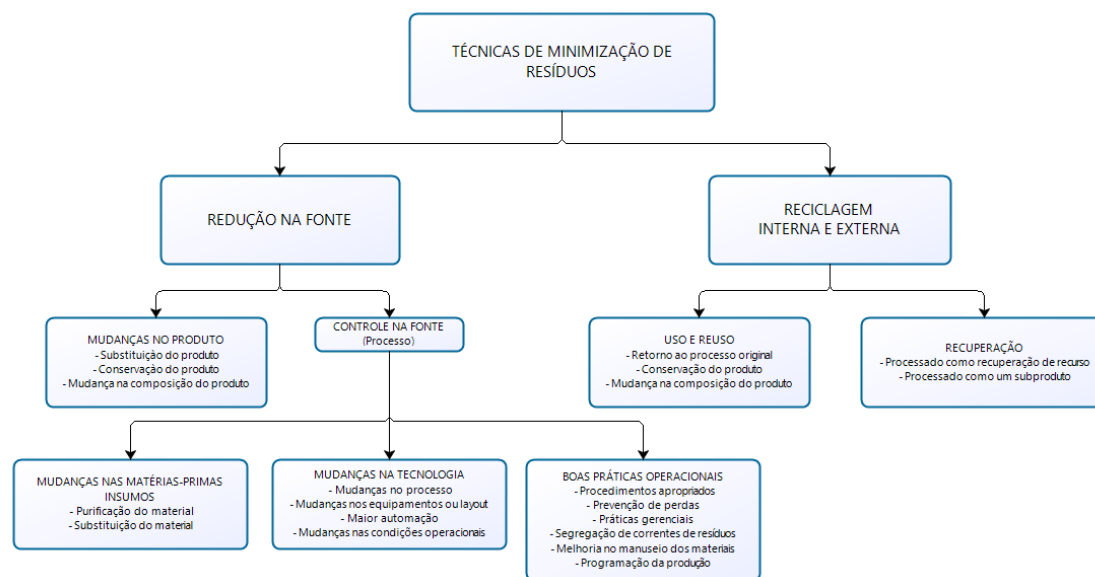 TÉCNICAS DE MINIMIZAÇÃO DE
RESÍDUOS
REDUÇÃO NA FONTE
RECICLAGEM
INTERNA E EXTERNA
MUDANÇAS NO PRODUTO
- Substituição do produto
- Conservação do produto
- Mudança na composição do produto
CONTROLE NA FONTE
(Processo)
USO E REUSO
- Retorno ao processo original
- Conservação do produto
- Mudança na composição do produto
RECUPERAÇÃO
- Processado como recuperação de recurso
- Processado como um subproduto
MUDANÇAS NAS MATÉRIAS-PRIMAS
INSUMOS
- Purificação do material
- Substituição do material
MUDANÇAS NA TECNOLOGIA
- Mudanças no processo
- Mudanças nos equipamentos ou layout
- Maior automação
- Mudanças nas condições operacionais
BOAS PRÁTICAS OPERACIONAIS
- Procedimentos apropriados
- Prevenção de perdas
- Práticas gerenciais
- Segregação de correntes de resíduos
- Melhoria no manuseio dos materiais
- Programação da produção